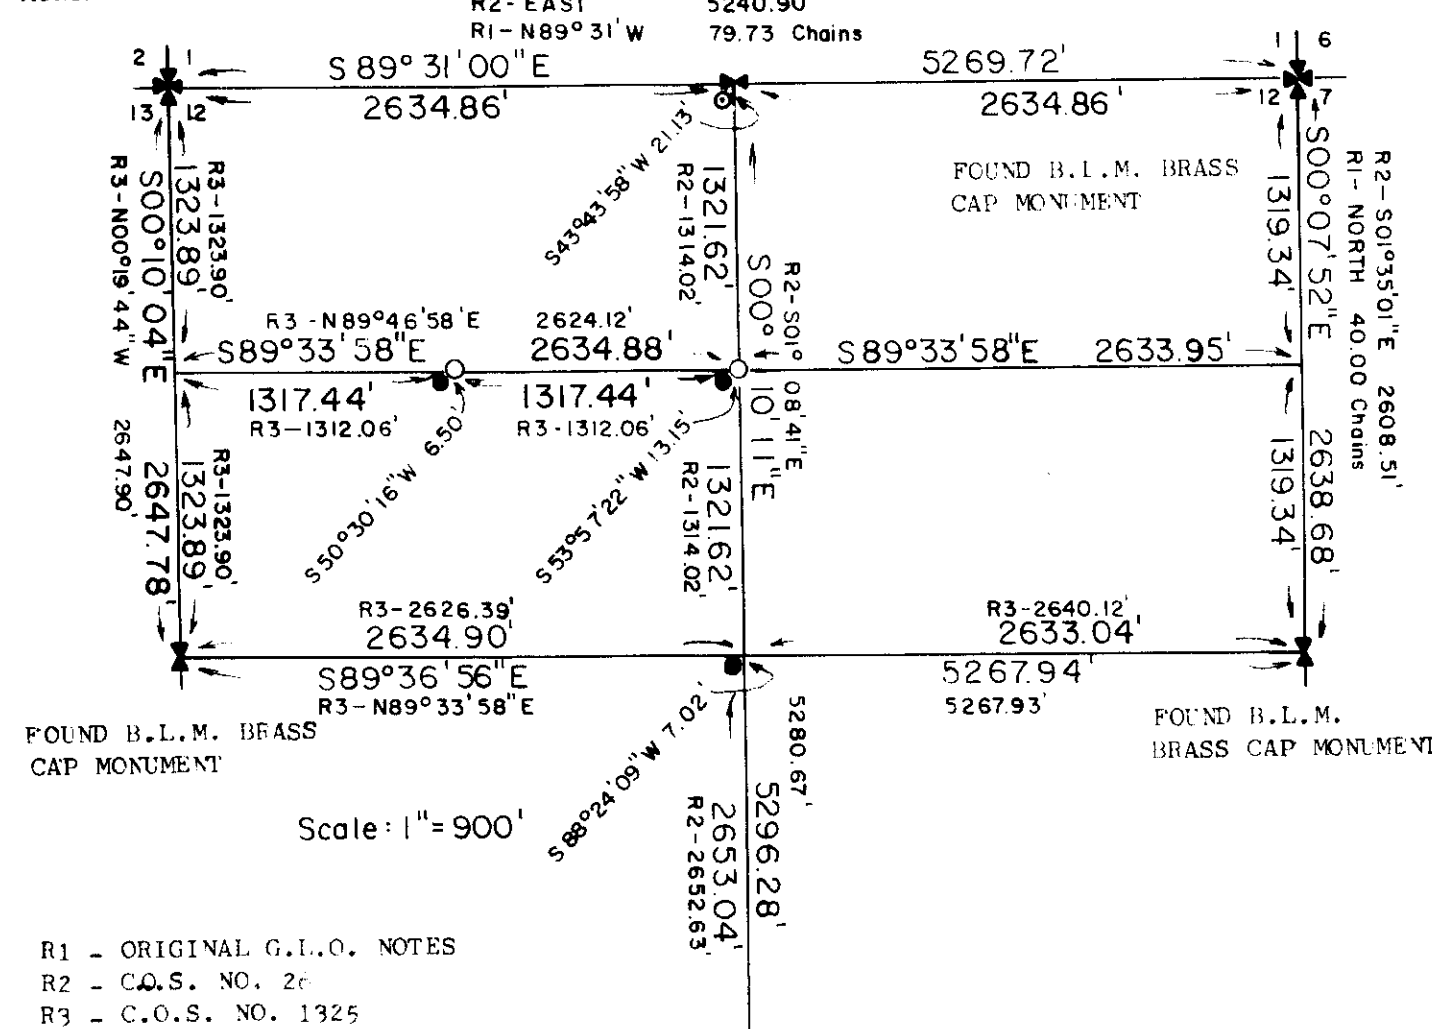 R2-EAST 5240.90
R1-N89°31'W 79.73 Chains
2 1
S89°31'00"E
5269.72'
1 6
13 12
2634.86'
2634.86'
12 7
S43°43'58"W 21.13'
FOUND B.L.M. BRASS
CAP MONUMENT
R3-1323.90'
1323.89'
S00°10'04"E
R3-N00°19'44"W
1321.62'
R2-1314.02'
S00°10'11"E
R2-S01°08'41"E
1319.34'
S00°07'52"E
R1-NORTH 40.00 Chains
R2-S01°35'01"E 2608.51'
R3-N89°46'58'E 2624.12'
S89°33'58"E 2634.88'
S89°33'58"E 2633.95'
1317.44' 1317.44'
R3-1312.06' R3-1312.06'
S50°30'16"W 6.50'
S53°57'22"W 13.15'
R3-1323.90'
1323.89'
2647.78'
2647.90'
1321.62'
R2-1314.02'
1319.34'
2638.68'
R3-2626.39'
2634.90'
R3-2640.12'
2633.04'
S89°36'56"E
R3-N89°33'58"E
5267.94'
5267.93'
FOUND B.L.M. BRASS
CAP MONUMENT
FOUND B.L.M.
BRASS CAP MONUMENT
S88°24'09"W 7.02'
5280.67'
5296.28'
2653.04'
R2-2652.63'
Scale: 1"=900'
R1 - ORIGINAL G.L.O. NOTES
R2 - C.O.S. NO.
R3 - C.O.S. NO. 1325